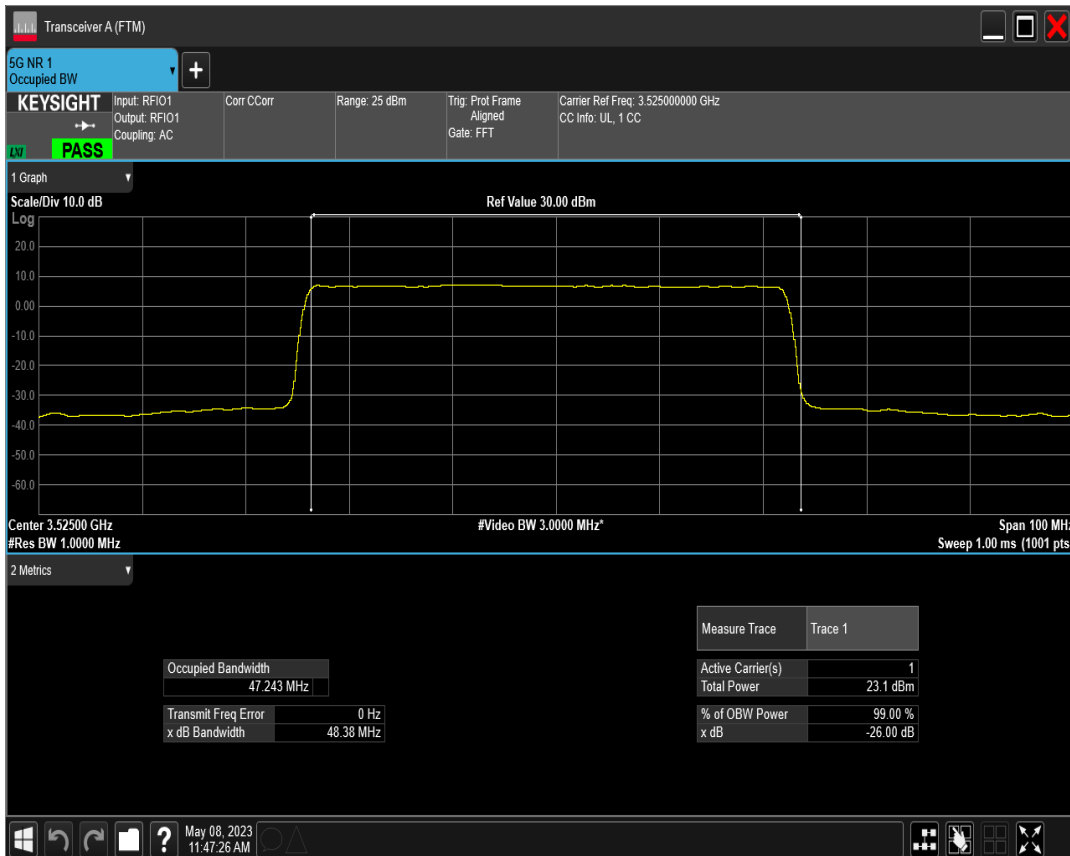 Transceiver A (FTM)
5G NR 1
Occupied BW
+
KEYSIGHT
LXI
PASS
Input: RFIO1
Output: RFIO1
Coupling: AC
Corr CCorr
Range: 25 dBm
Trig: Prot Frame
Aligned
Gate: FFT
Carrier Ref Freq: 3.525000000 GHz
CC Info: UL, 1 CC
1 Graph
Scale/Div 10.0 dB
Ref Value 30.00 dBm
Log
20.0
10.0
0.00
-10.0
-20.0
-30.0
-40.0
-50.0
-60.0
Center 3.52500 GHz
#Video BW 3.0000 MHz*
Span 100 MHz
#Res BW 1.0000 MHz
Sweep 1.00 ms (1001 pts
2 Metrics
Measure Trace Trace 1
Occupied Bandwidth
47.243 MHz
Active Carrier(s) 1
Total Power 23.1 dBm
Transmit Freq Error 0 Hz
x dB Bandwidth 48.38 MHz
% of OBW Power 99.00 %
x dB -26.00 dB
?
May 08, 2023
11:47:26 AM